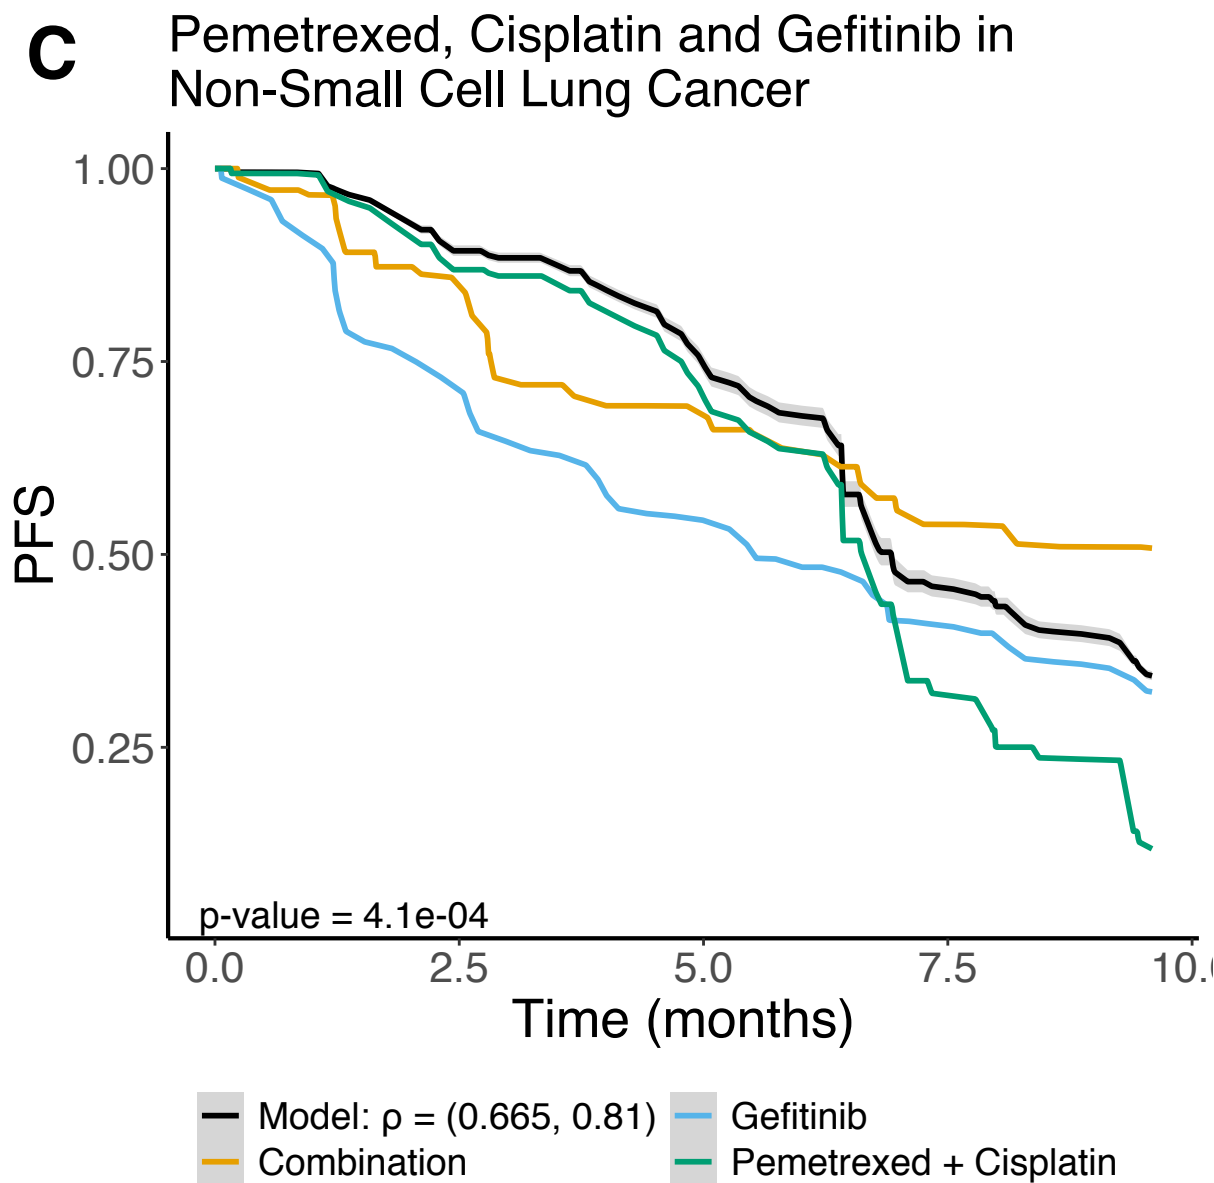 C
Pemetrexed, Cisplatin and Gefitinib in
Non-Small Cell Lung Cancer
1.00
0.75
0.50
0.25
PFS
p-value = 4.1e-04
0.0 2.5 5.0 7.5 10.0
Time (months)
Model: ρ = (0.665, 0.81) Gefitinib
Combination Pemetrexed + Cisplatin